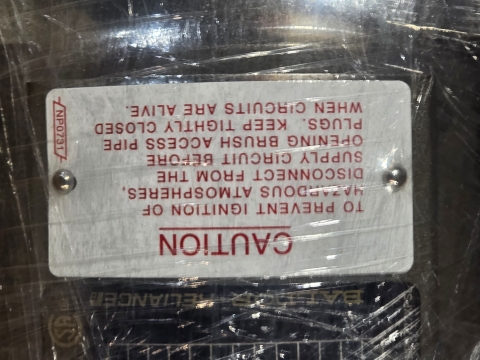 CAUTION
TO PREVENT IGNITION OF
HAZARDOUS ATMOSPHERES,
DISCONNECT FROM THE
SUPPLY CIRCUIT BEFORE
OPENING BRUSH ACCESS PIPE
PLUGS. KEEP TIGHTLY CLOSED
WHEN CIRCUITS ARE ALIVE.
NP0731
BALDOR RELIANCE